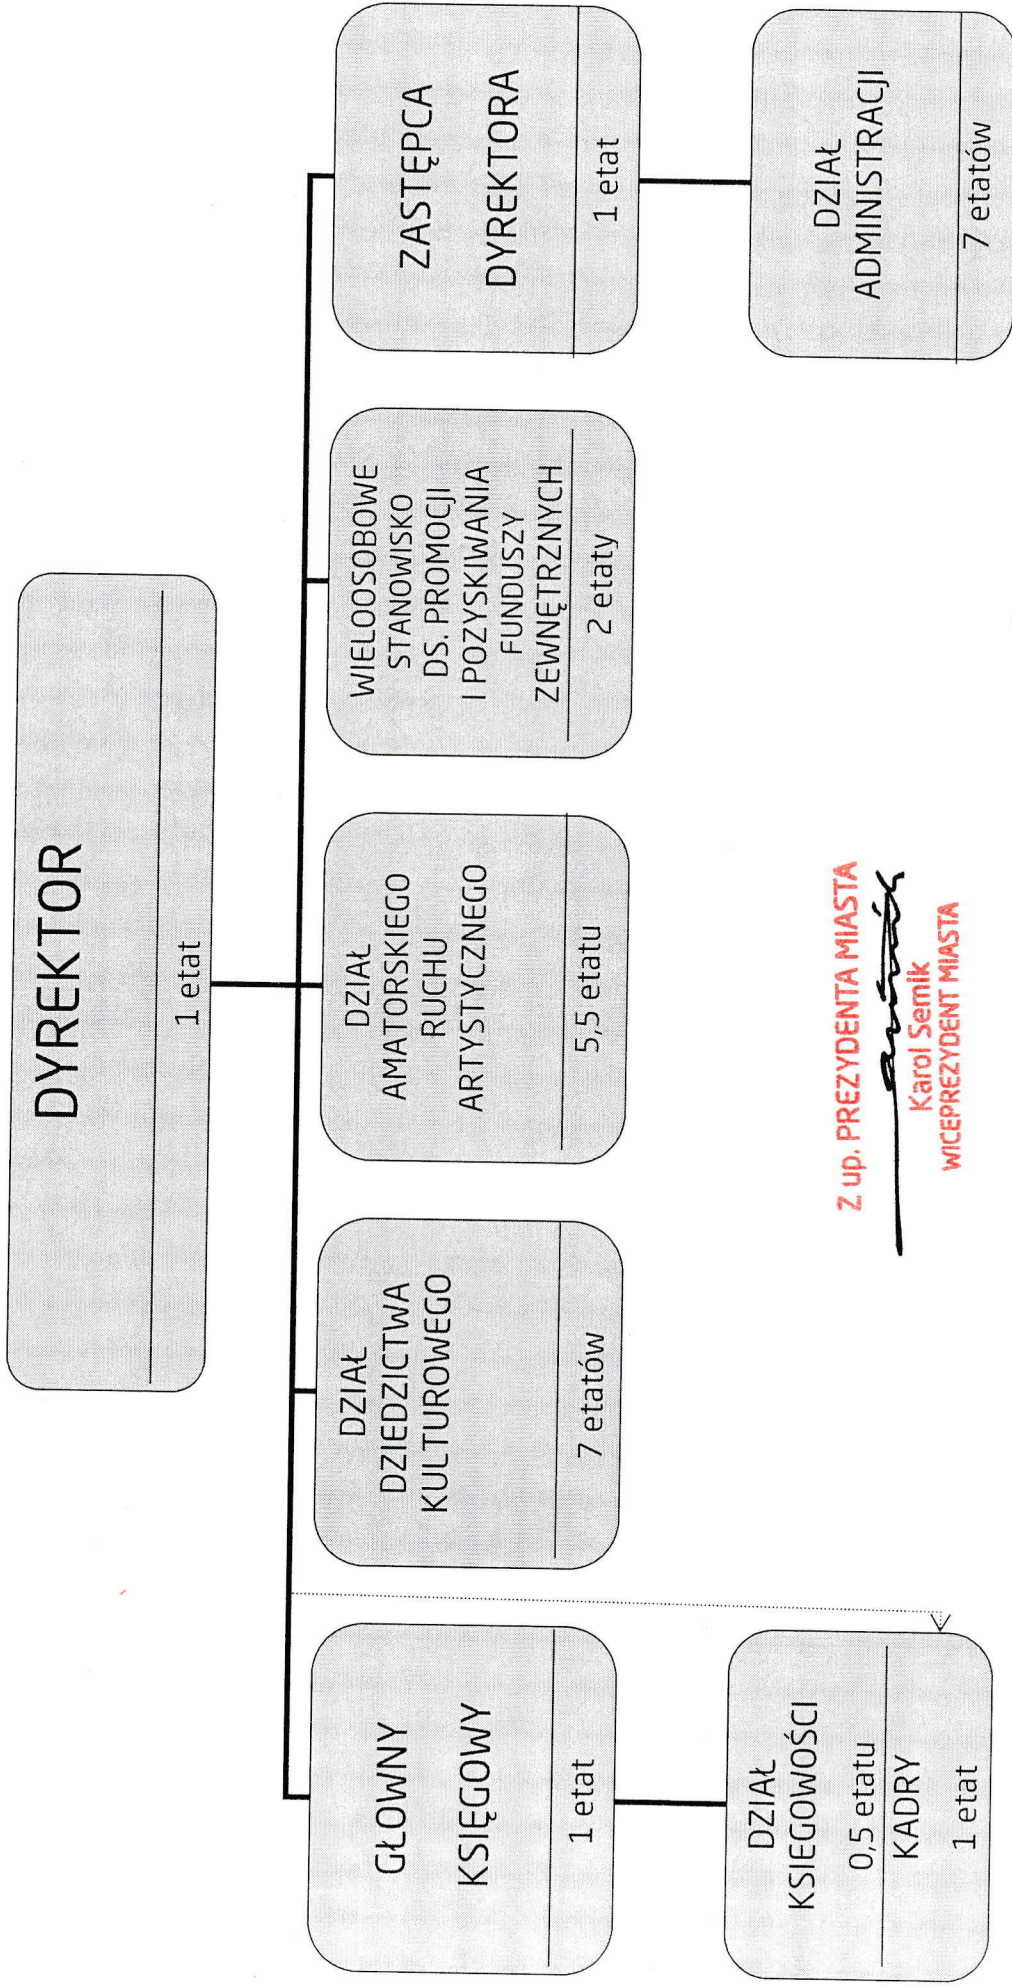 DYREKTOR
1 etat
GŁOWNY
KSIĘGOWY
1 etat
DZIAŁ
DZIEDZICTWA
KULTUROWEGO
7 etatów
DZIAŁ
AMATORSKIEGO
RUCHU
ARTYSTYCZNEGO
5,5 etatu
WIELOOSOBOWE
STANOWISKO
DS. PROMOCJI
I POZYSKIWANIA
FUNDUSZY
ZEWNĘTRZNYCH
2 etaty
ZASTĘPCA
DYREKTORA
1 etat
DZIAŁ
KSIEGOWOŚCI
0,5 etatu
KADRY
1 etat
DZIAŁ
ADMINISTRACJI
7 etatów
Z up. PREZYDENTA MIASTA
Karol Semik
WICEPREZYDENT MIASTA